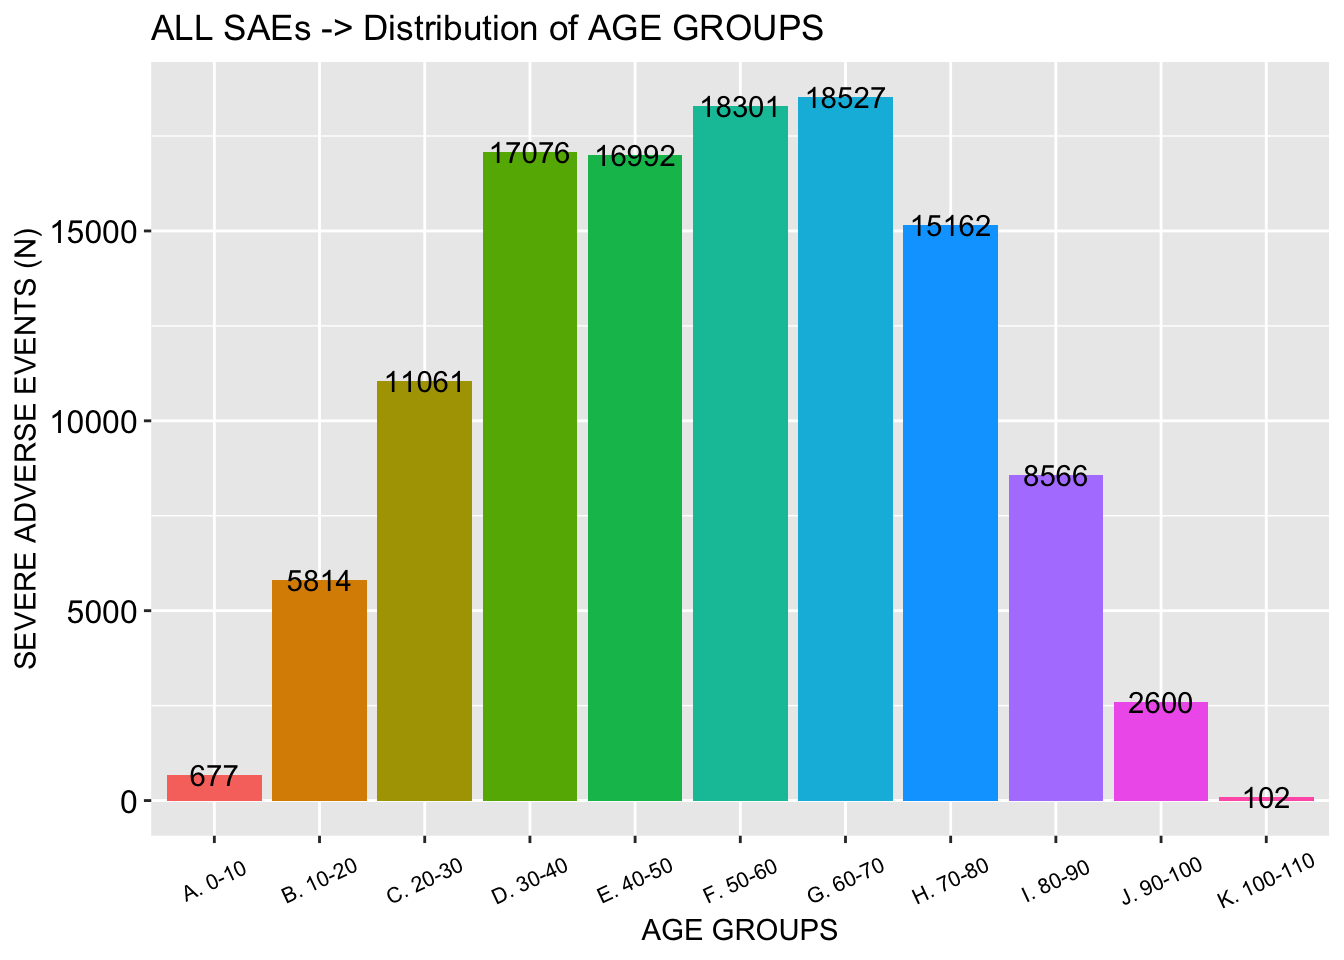 ALL SAEs -> Distribution of AGE GROUPS
SEVERE ADVERSE EVENTS (N)
15000
10000
5000
0
677
5814
11061
17076
16992
18301
18527
15162
8566
2600
102
A. 0-10
B. 10-20
C. 20-30
D. 30-40
E. 40-50
F. 50-60
G. 60-70
H. 70-80
I. 80-90
J. 90-100
K. 100-110
AGE GROUPS